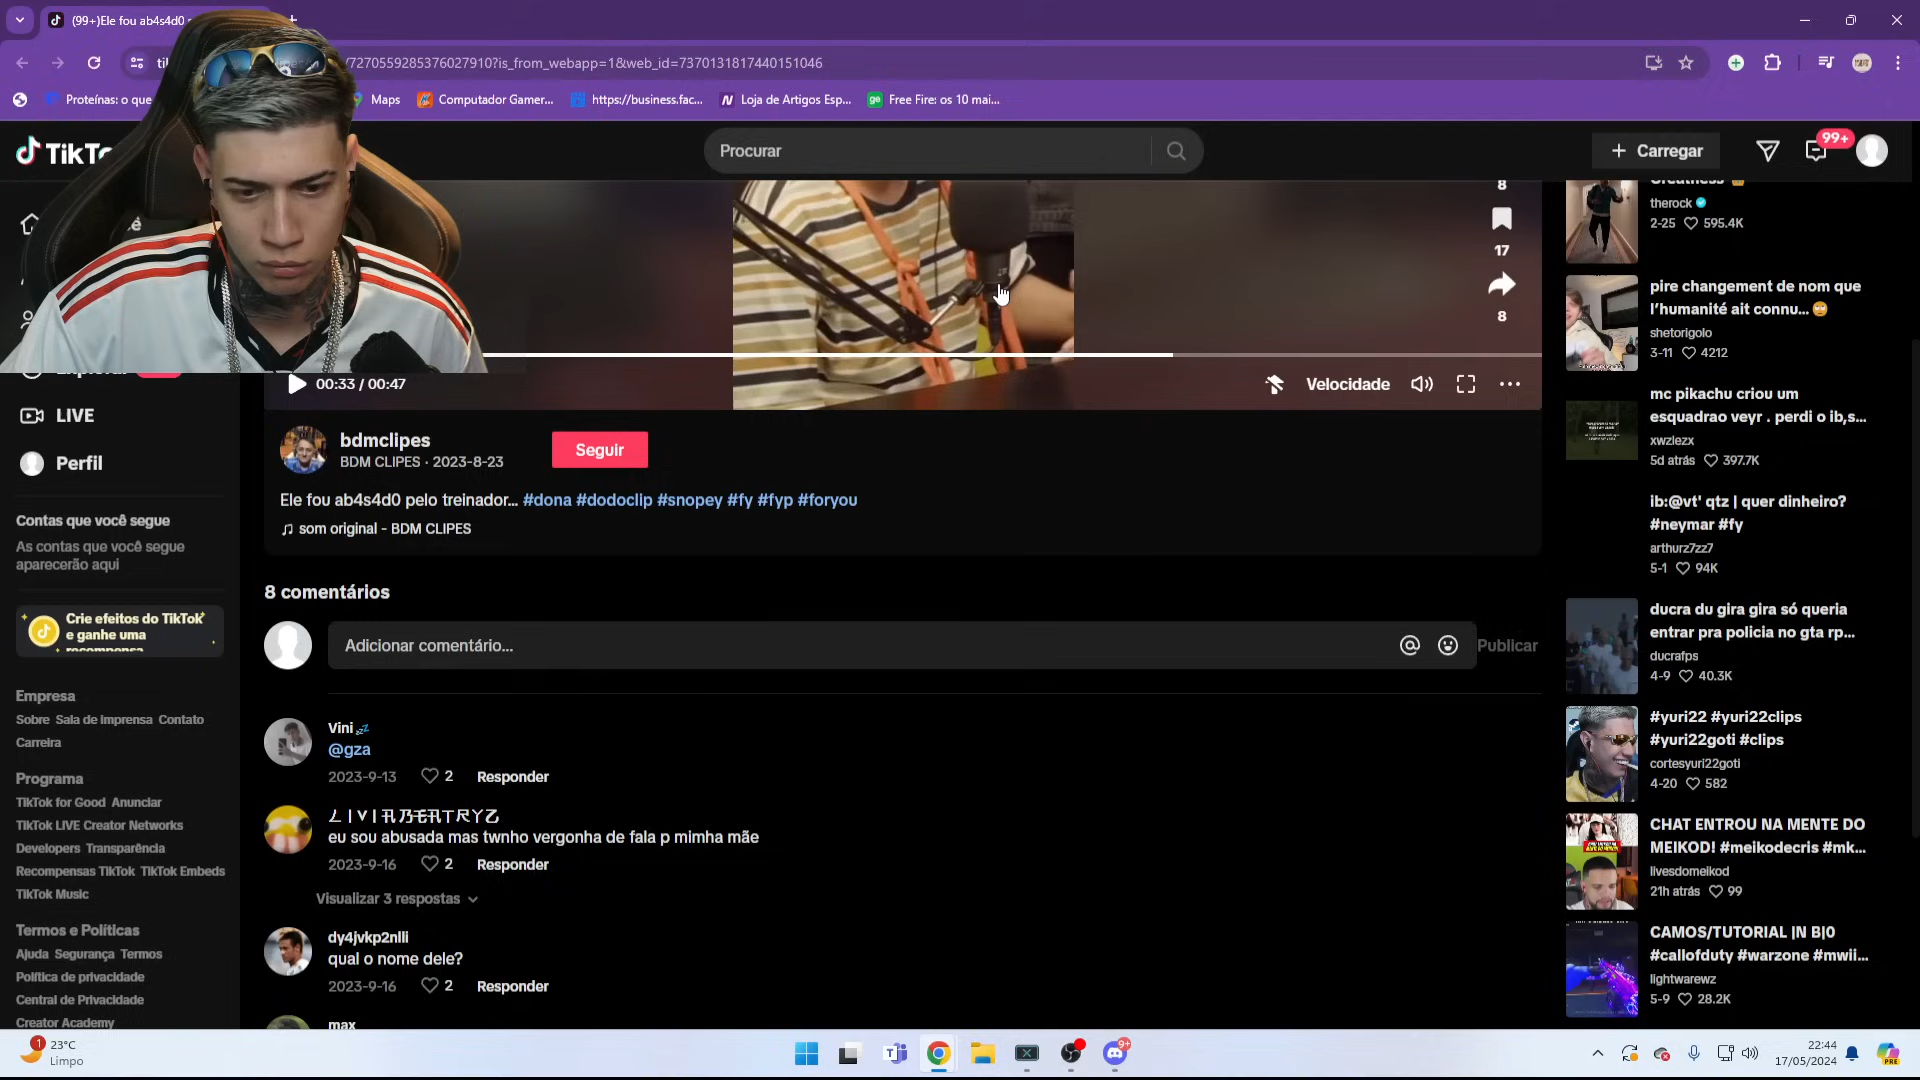 (99+)Ele fou ab4s4d0
/7270559285376027910?is_from_webapp=1&web_id=7370131817440151046
Proteínas: o que
Maps
Computador Gamer...
https://business.fac...
Loja de Artigos Esp...
Free Fire: os 10 mai...
Procurar
Carregar
99+
8
17
8
00:33 / 00:47
Velocidade
LIVE
Perfil
Contas que você segue
As contas que você segue
aparecerão aqui
Crie efeitos do TikTok
e ganhe uma
recompensa
Empresa
Sobre Sala de Imprensa Contato
Carreira
Programa
TikTok for Good Anunciar
TikTok LIVE Creator Networks
Developers Transparência
Recompensas TikTok TikTok Embeds
TikTok Music
Termos e Políticas
Ajuda Segurança Termos
Política de privacidade
Central de Privacidade
Creator Academy
bdmclipes
BDM CLIPES · 2023-8-23
Seguir
Ele fou ab4s4d0 pelo treinador... #dona #dodoclip #snopey #fy #fyp #foryou
som original - BDM CLIPES
8 comentários
Adicionar comentário...
Publicar
Vini
@gza
2023-9-13 2 Responder
eu sou abusada mas twnho vergonha de fala p mimha mãe
2023-9-16 2 Responder
Visualizar 3 respostas
dy4jvkp2nlli
qual o nome dele?
2023-9-16 2 Responder
max
Greatness
therock
2-25 595.4K
pire changement de nom que
l'humanité ait connu...
shetorigolo
3-11 4212
mc pikachu criou um
esquadrao veyr . perdi o ib,s...
xwzlezx
5d atrás 397.7K
ib:@vt' qtz | quer dinheiro?
#neymar #fy
arthurz7zz7
5-1 94K
ducra du gira gira só queria
entrar pra policia no gta rp...
ducrafps
4-9 40.3K
#yuri22 #yuri22clips
#yuri22goti #clips
cortesyuri22goti
4-20 582
CHAT ENTROU NA MENTE DO
MEIKOD! #meikodecris #mk...
livesdomeikod
21h atrás 99
CAMOS/TUTORIAL |N B|0
#callofduty #warzone #mwii...
lightwarewz
5-9 28.2K
1
23°C
Limpo
9+
22:44
17/05/2024
PRE